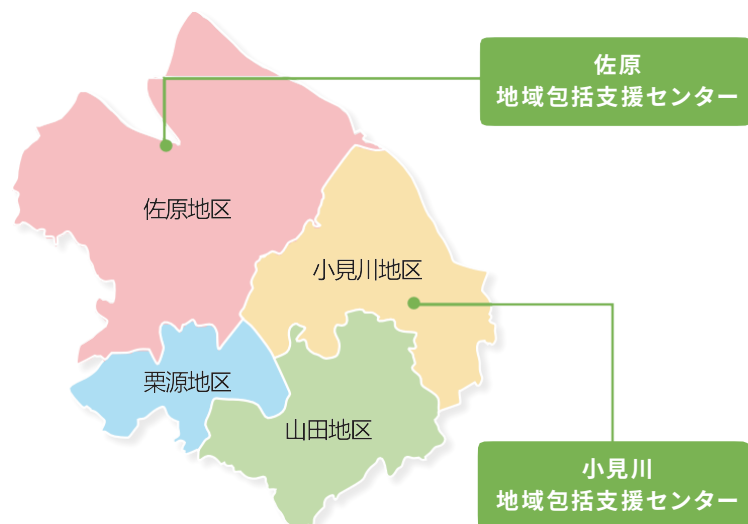 佐原
地域包括支援センター
佐原地区
小見川地区
栗源地区
山田地区
小見川
地域包括支援センター